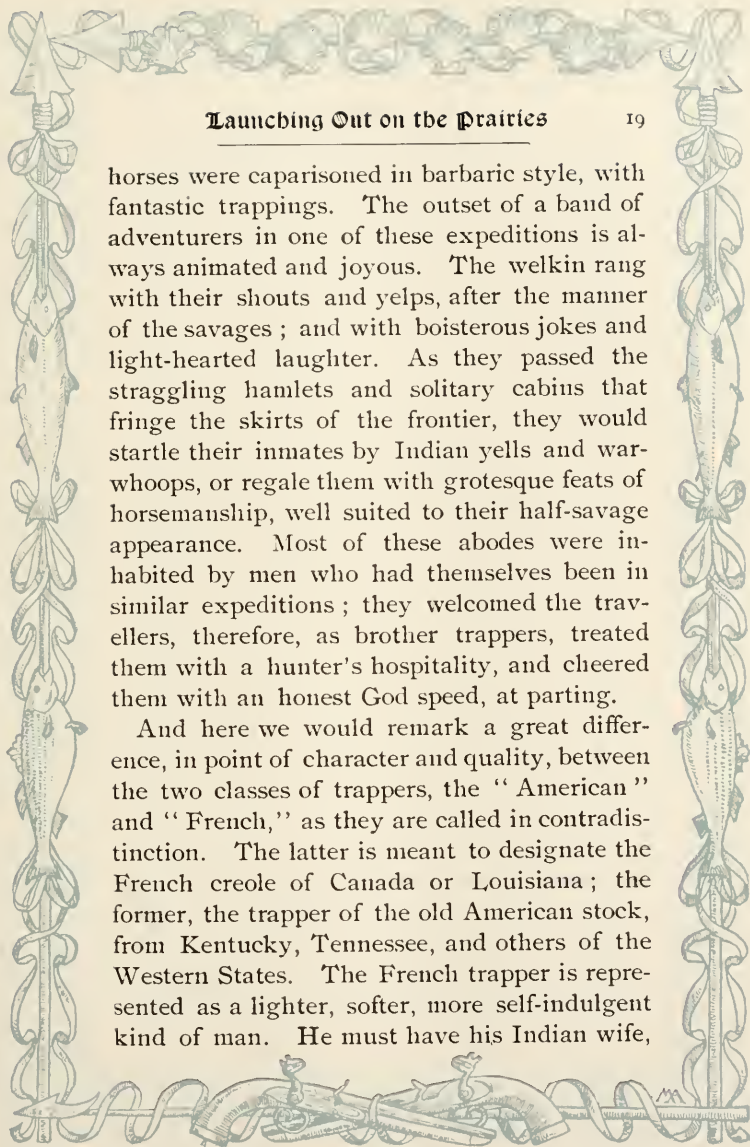 Launching Out on the Prairies 19
horses were caparisoned in barbaric style, with
fantastic trappings. The outset of a band of
adventurers in one of these expeditions is al-
ways animated and joyous. The welkin rang
with their shouts and yelps, after the manner
of the savages ; and with boisterous jokes and
light-hearted laughter. As they passed the
straggling hamlets and solitary cabins that
fringe the skirts of the frontier, they would
startle their inmates by Indian yells and war-
whoops, or regale them with grotesque feats of
horsemanship, well suited to their half-savage
appearance. Most of these abodes were in-
habited by men who had themselves been in
similar expeditions ; they welcomed the trav-
ellers, therefore, as brother trappers, treated
them with a hunter's hospitality, and cheered
them with an honest God speed, at parting.
And here we would remark a great differ-
ence, in point of character and quality, between
the two classes of trappers, the " American "
and " French," as they are called in contradis-
tinction. The latter is meant to designate the
French creole of Canada or Louisiana ; the
former, the trapper of the old American stock,
from Kentucky, Tennessee, and others of the
Western States. The French trapper is repre-
sented as a lighter, softer, more self-indulgent
kind of man. He must have his Indian wife,
MA